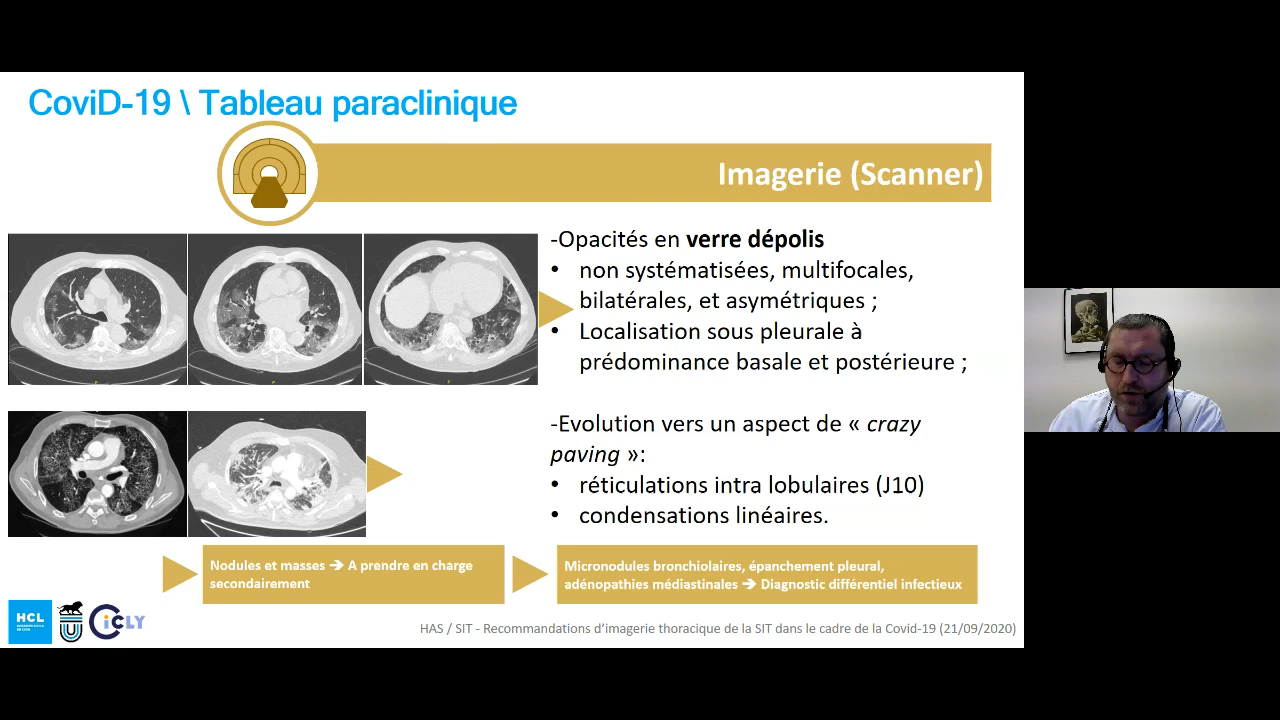 CoviD-19 \ Tableau paraclinique
Imagerie (Scanner)
-Opacités en verre dépolis
• non systématisées, multifocales,
bilatérales, et asymétriques ;
• Localisation sous pleurale à
prédominance basale et postérieure ;
-Evolution vers un aspect de « crazy
paving »:
• réticulations intra lobulaires (J10)
• condensations linéaires.
Nodules et masses ➔ A prendre en charge
secondairement
Micronodules bronchiolaires, épanchement pleural,
adénopathies médiastinales ➔ Diagnostic différentiel infectieux
HCL
CiCLY
HAS / SIT - Recommandations d’imagerie thoracique de la SIT dans le cadre de la Covid-19 (21/09/2020)